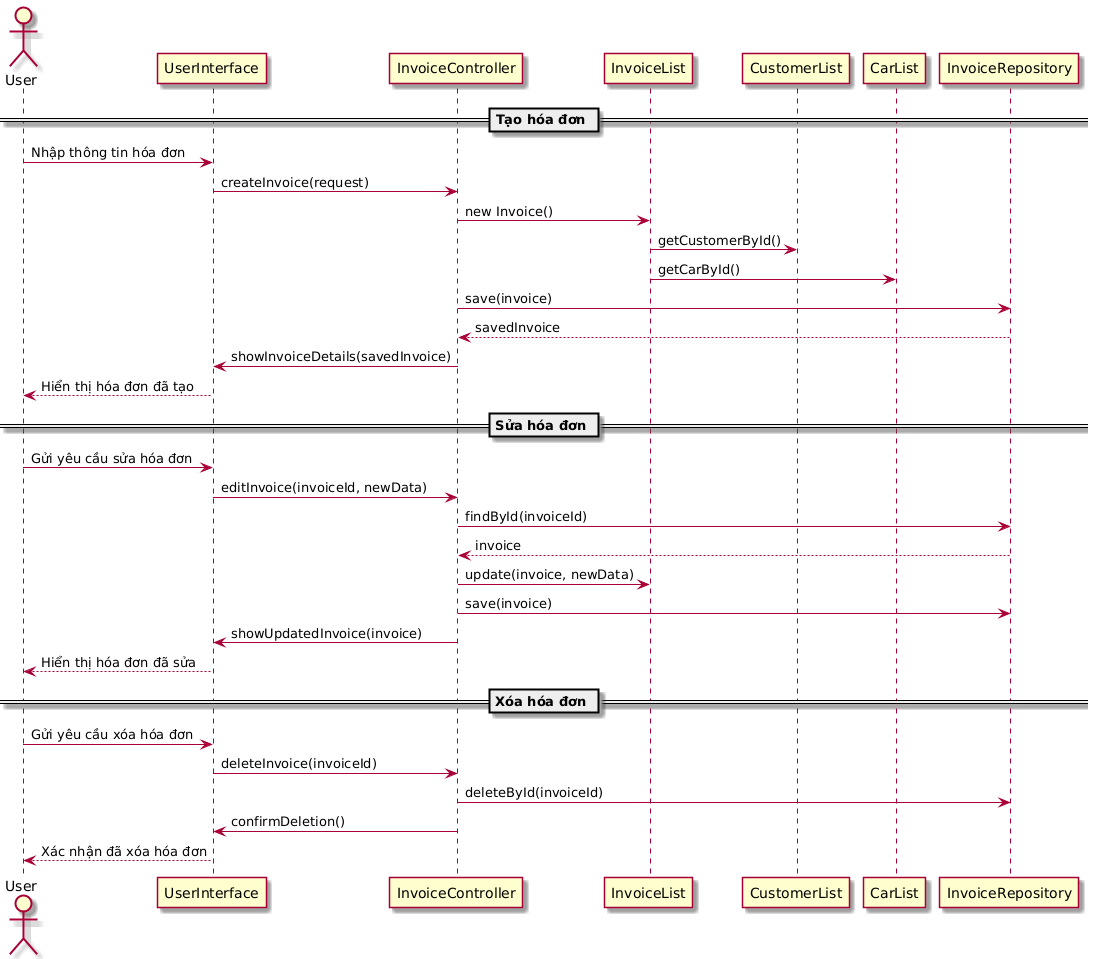 User
UserInterface
InvoiceController
InvoiceList
CustomerList
CarList
InvoiceRepository
Tạo hóa đơn
Nhập thông tin hóa đơn
createInvoice(request)
new Invoice()
getCustomerById()
getCarById()
save(invoice)
savedInvoice
showInvoiceDetails(savedInvoice)
Hiển thị hóa đơn đã tạo
Sửa hóa đơn
Gửi yêu cầu sửa hóa đơn
editInvoice(invoiceId, newData)
findById(invoiceId)
invoice
update(invoice, newData)
save(invoice)
showUpdatedInvoice(invoice)
Hiển thị hóa đơn đã sửa
Xóa hóa đơn
Gửi yêu cầu xóa hóa đơn
deleteInvoice(invoiceId)
deleteById(invoiceId)
confirmDeletion()
Xác nhận đã xóa hóa đơn
User
UserInterface
InvoiceController
InvoiceList
CustomerList
CarList
InvoiceRepository